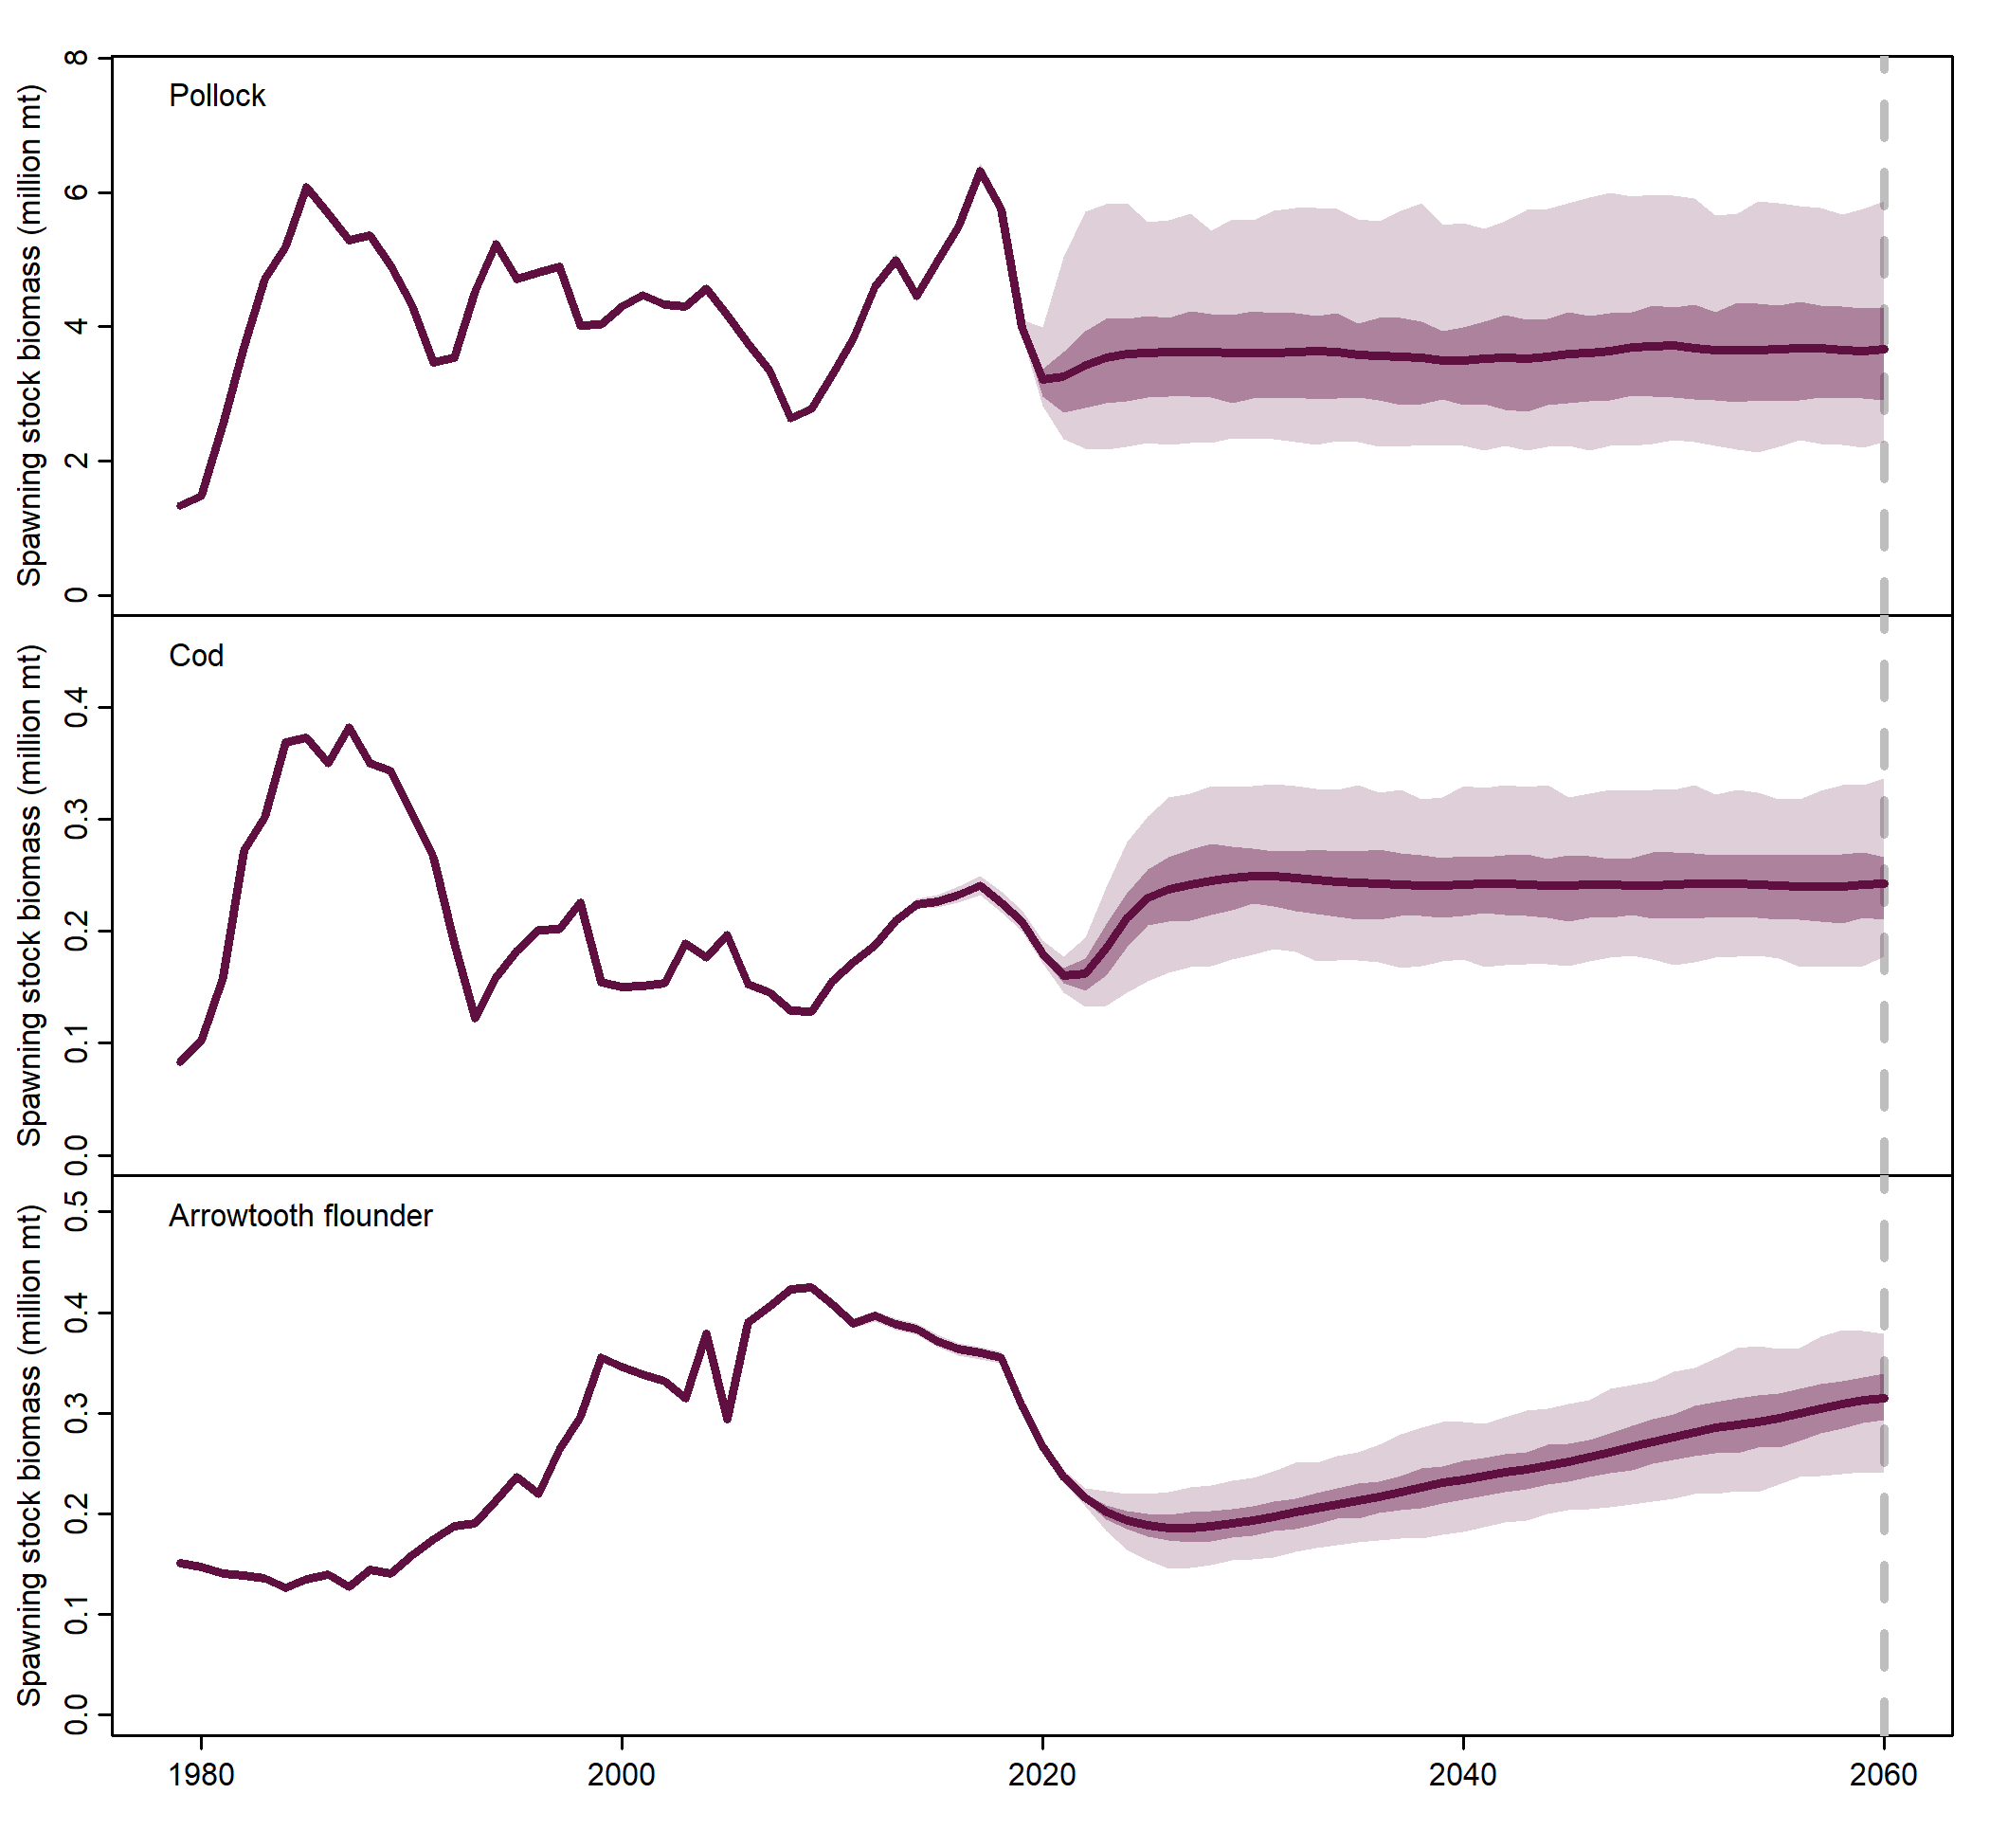 Pollock
Spawning stock biomass (million mt)
8
6
4
2
0
Cod
Spawning stock biomass (million mt)
0.4
0.3
0.2
0.1
0.0
Arrowtooth flounder
Spawning stock biomass (million mt)
0.5
0.4
0.3
0.2
0.1
0.0
1980 2000 2020 2040 2060